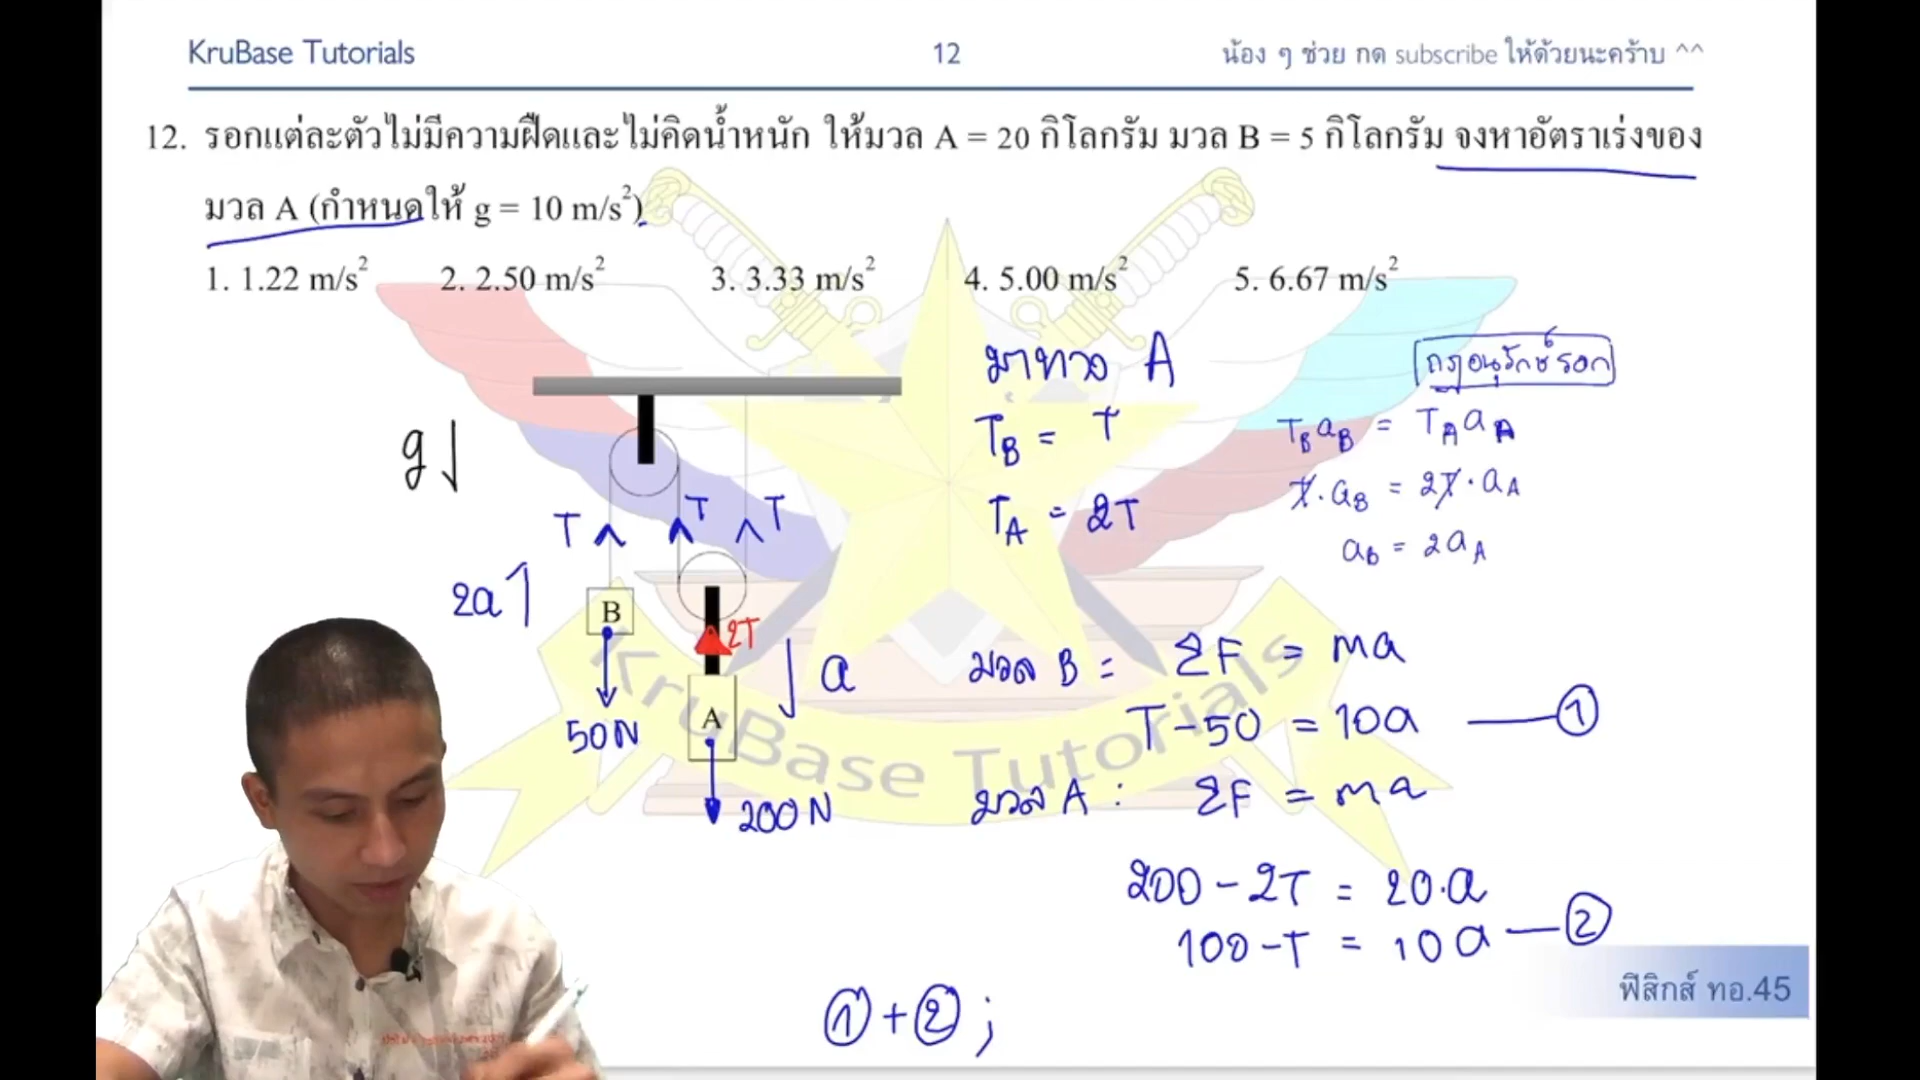 KruBase Tutorials 12 น้อง ๆ ช่วย กด subscribe ให้ด้วยนะคร้าบ ^^
12. รอกแต่ละตัวไม่มีความฝืดและไม่คิดน้ำหนัก ให้มวล A = 20 กิโลกรัม มวล B = 5 กิโลกรัม จงหาอัตราเร่งของ
มวล A (กำหนดให้ g = 10 m/s²)
1. 1.22 m/s² 2. 2.50 m/s² 3. 3.33 m/s² 4. 5.00 m/s² 5. 6.67 m/s²
g
T T T
2a
B
2T
a
A
50N
200N
มาทาง A
T_B = T
T_A = 2T
กฎอนุรักษ์รอก
T_B a_B = T_A a_A
T·a_B = 2T·a_A
a_B = 2a_A
มวล B = ΣF = ma
T-50 = 10a — ①
มวล A : ΣF = ma
200 - 2T = 20·a
100 - T = 10a — ②
①+②;
KruBase Tutorials
ฟิสิกส์ ทอ.45